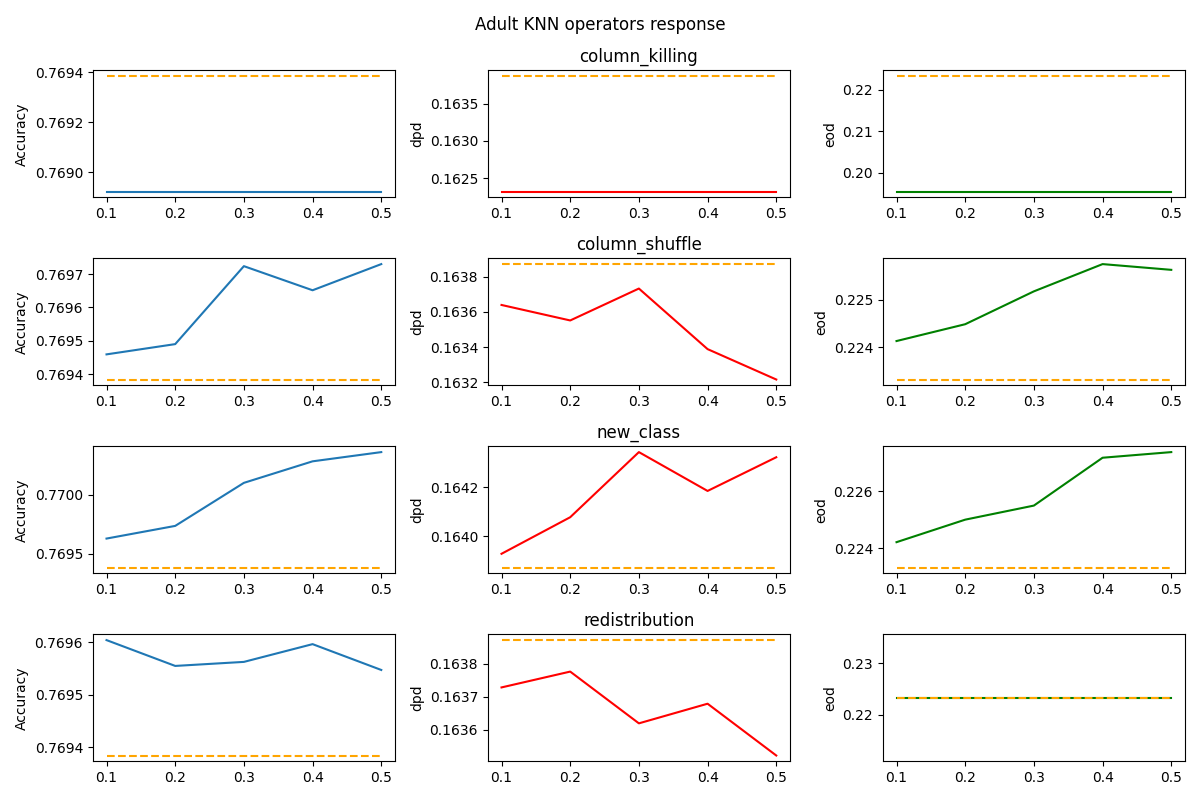 Adult KNN operators response
column_killing
Accuracy
0.7694
0.7692
0.7690
0.1 0.2 0.3 0.4 0.5
dpd
0.1635
0.1630
0.1625
0.1 0.2 0.3 0.4 0.5
eod
0.22
0.21
0.20
0.1 0.2 0.3 0.4 0.5
column_shuffle
Accuracy
0.7697
0.7696
0.7695
0.7694
0.1 0.2 0.3 0.4 0.5
dpd
0.1638
0.1636
0.1634
0.1632
0.1 0.2 0.3 0.4 0.5
eod
0.225
0.224
0.1 0.2 0.3 0.4 0.5
new_class
Accuracy
0.7700
0.7695
0.1 0.2 0.3 0.4 0.5
dpd
0.1642
0.1640
0.1 0.2 0.3 0.4 0.5
eod
0.226
0.224
0.1 0.2 0.3 0.4 0.5
redistribution
Accuracy
0.7696
0.7695
0.7694
0.1 0.2 0.3 0.4 0.5
dpd
0.1638
0.1637
0.1636
0.1 0.2 0.3 0.4 0.5
eod
0.23
0.22
0.1 0.2 0.3 0.4 0.5